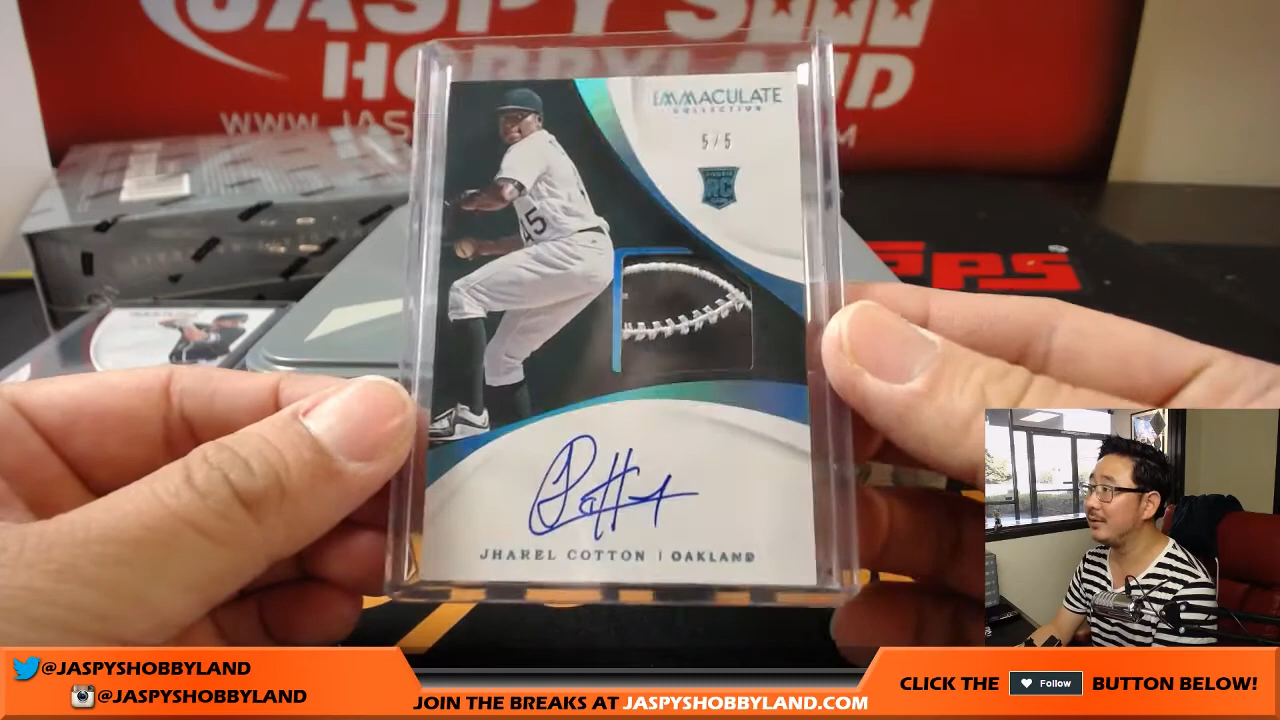 JASPY'S
HOBBYLAND
IMMACULATE
COLLECTION
5/5
RC
45
JHAREL COTTON | OAKLAND
@JASPYSHOBBYLAND
@JASPYSHOBBYLAND
JOIN THE BREAKS AT JASPYSHOBBYLAND.COM
CLICK THE Follow BUTTON BELOW!